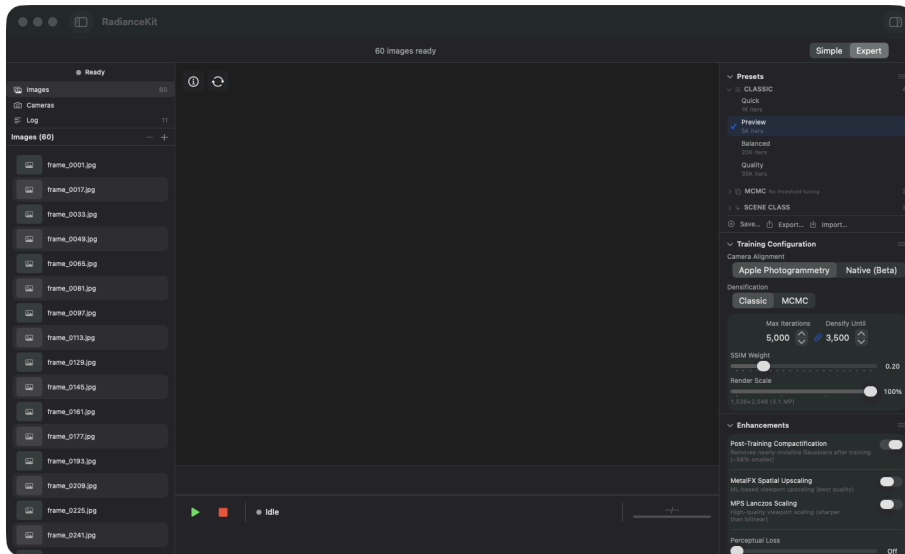 RadianceKit
60 images ready
Simple Expert
Ready
Images 60
Cameras
Log 11
Images (60)
frame_0001.jpg
frame_0017.jpg
frame_0033.jpg
frame_0049.jpg
frame_0065.jpg
frame_0081.jpg
frame_0097.jpg
frame_0113.jpg
frame_0129.jpg
frame_0145.jpg
frame_0161.jpg
frame_0177.jpg
frame_0193.jpg
frame_0209.jpg
frame_0225.jpg
frame_0241.jpg
Idle
--/--
Presets
CLASSIC
Quick
1K iters
Preview
5K iters
Balanced
20K iters
Quality
30K iters
MCMC No threshold tuning
SCENE CLASS
Save... Export... Import...
Training Configuration
Camera Alignment
Apple Photogrammetry Native (Beta)
Densification
Classic MCMC
Max Iterations Densify Until
5,000 3,500
SSIM Weight
0.20
Render Scale
100%
1,536×2,048 (3.1 MP)
Enhancements
Post-Training Compactification
Removes nearly-invisible Gaussians after training
MetalFX Spatial Upscaling
ML-based viewport upscaling (best quality)
MPS Lanczos Scaling
High-quality viewport scaling (sharper
than bilinear)
Perceptual Loss
Off